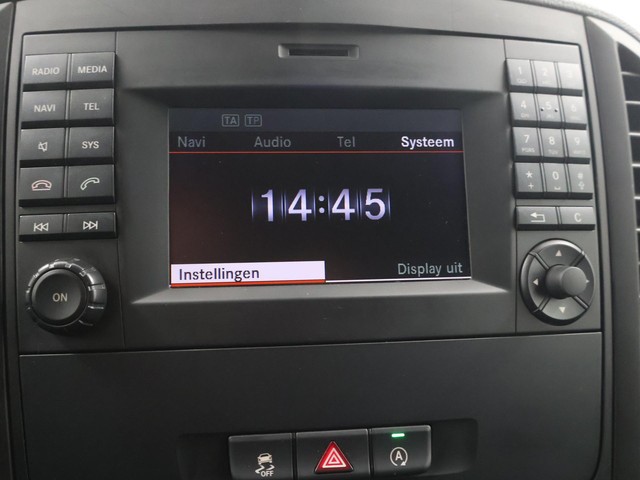 RADIO MEDIA
NAVI TEL
SYS
ON
TA TP
Navi Audio Tel Systeem
14:45
Instellingen Display uit
1 2 3
4 5 6
7 8 9
* 0 #
C
OFF
A